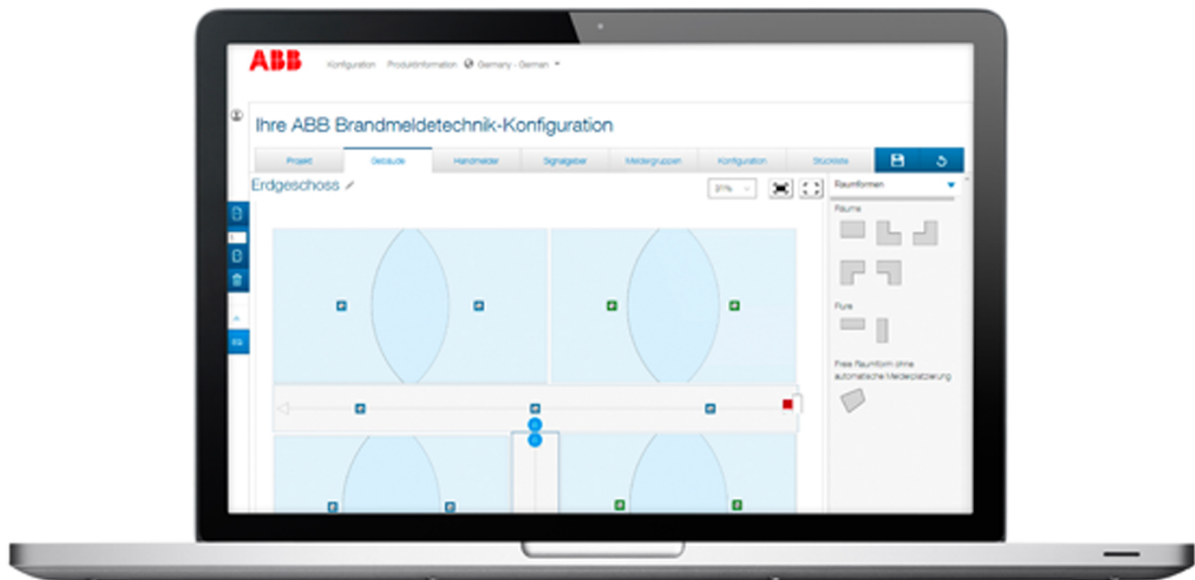 ABB
Konfiguration Produktinformation Germany - German
Ihre ABB Brandmeldetechnik-Konfiguration
Projekt Gebäude Handmelder Signalgeber Meldergruppen Konfiguration Stückliste
Erdgeschoss
Raumformen
Räume
Flure
Freie Raumform ohne
automatische Melderplatzierung